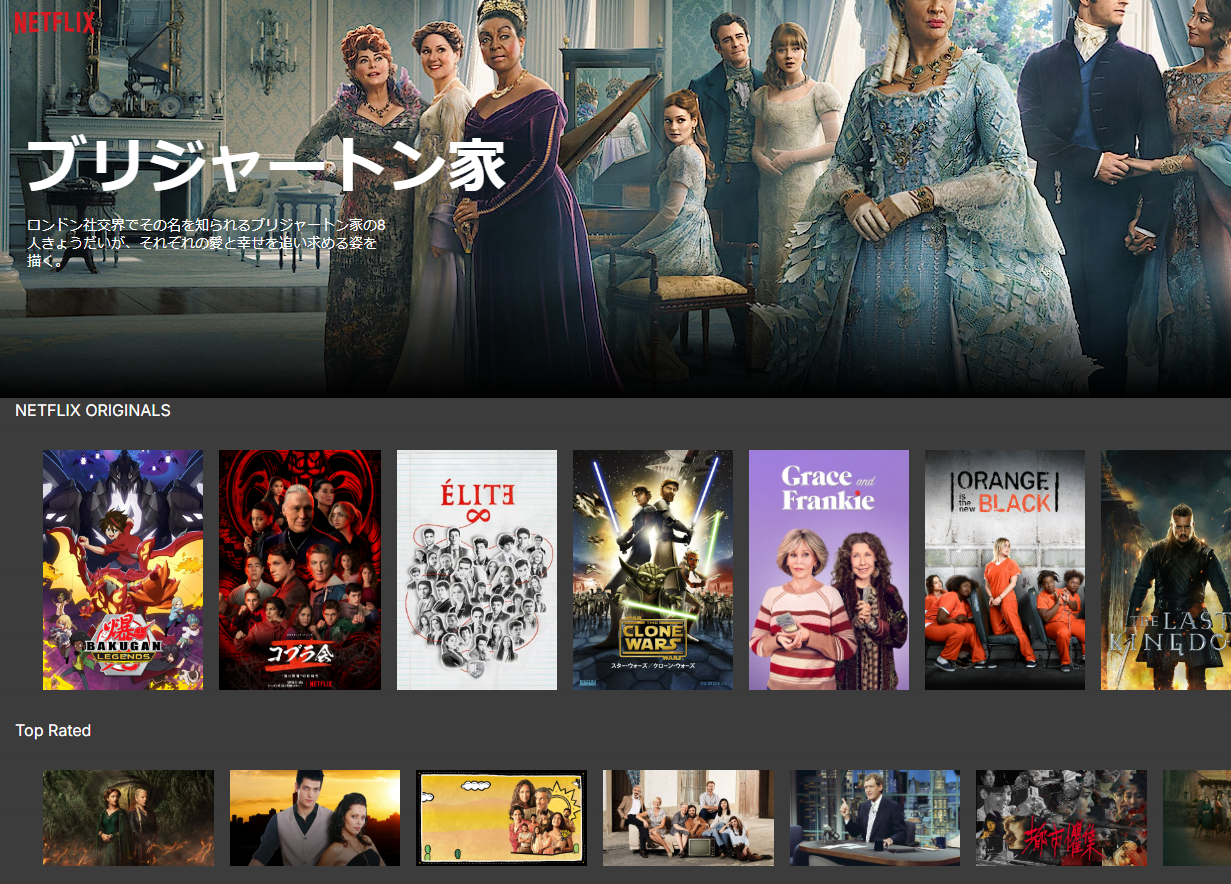 NETFLIX
ブリジャートン家
ロンドン社交界でその名を知られるブリジャートン家の8
人きょうだいが、それぞれの愛と幸せを追い求める姿を
描く。
NETFLIX ORIGINALS
爆
BAKUGAN
LEGENDS
コブラ会
NETFLIX
ÉLITE
STAR WARS
THE
CLONE
WARS
スター・ウォーズ/クローン・ウォーズ
Grace and
Frankie
ORANGE
is the new
BLACK
THE LAST
KINGDO
Top Rated
都市懼集